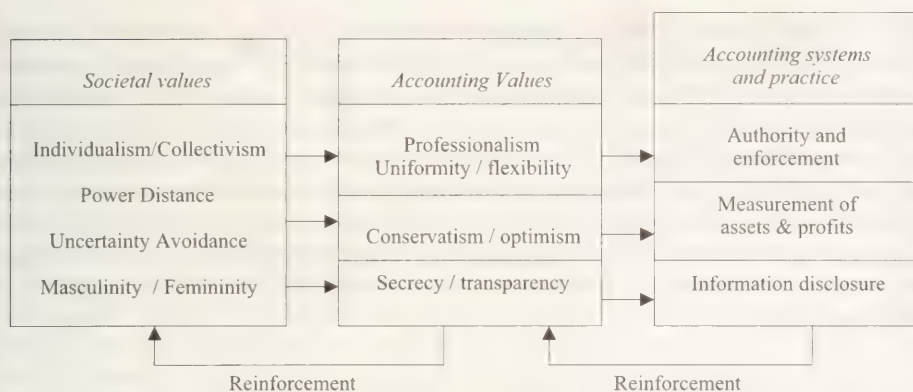 Societal values
Individualism/Collectivism
Power Distance
Uncertainty Avoidance
Masculinity / Femininity
Accounting Values
Professionalism
Uniformity / flexibility
Conservatism / optimism
Secrecy / transparency
Accounting systems
and practice
Authority and
enforcement
Measurement of
assets & profits
Information disclosure
Reinforcement
Reinforcement